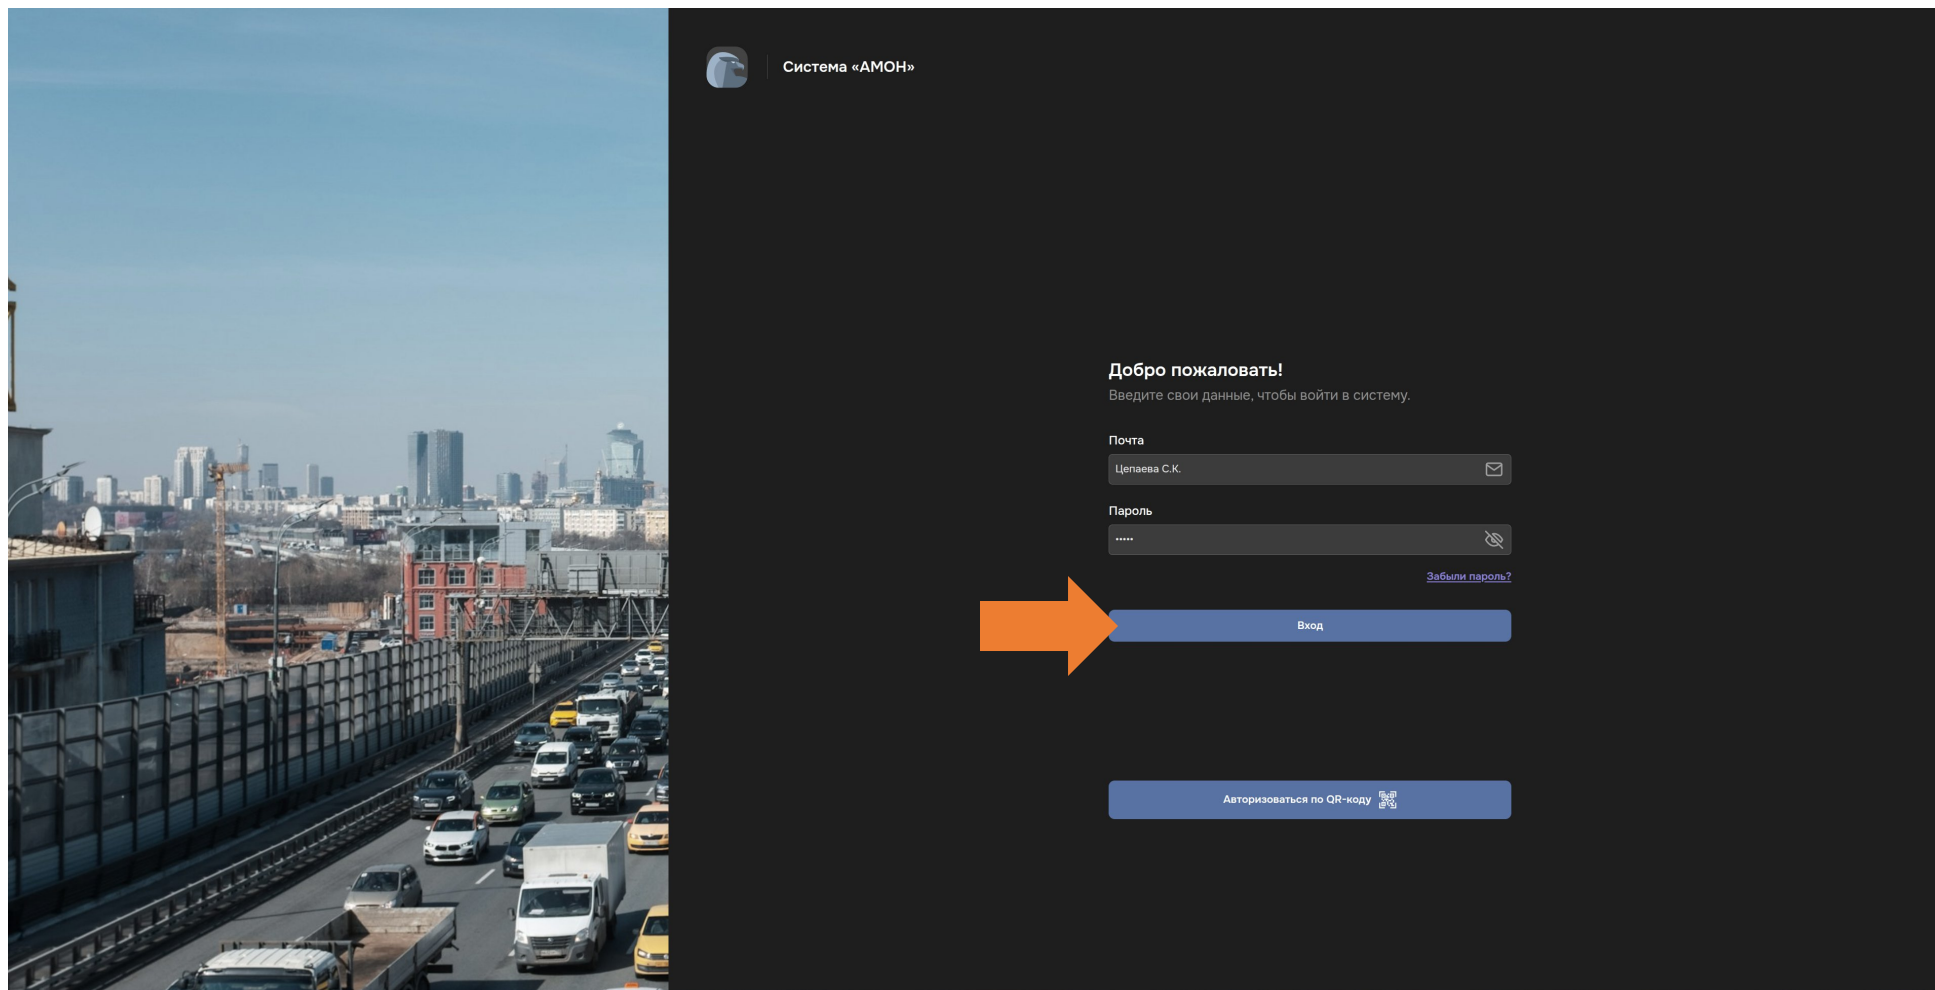 Система «АМОН»
Добро пожаловать!
Введите свои данные, чтобы войти в систему.
Почта
Цепаева С.К.
Пароль
•••••
Забыли пароль?
Вход
Авторизоваться по QR-коду